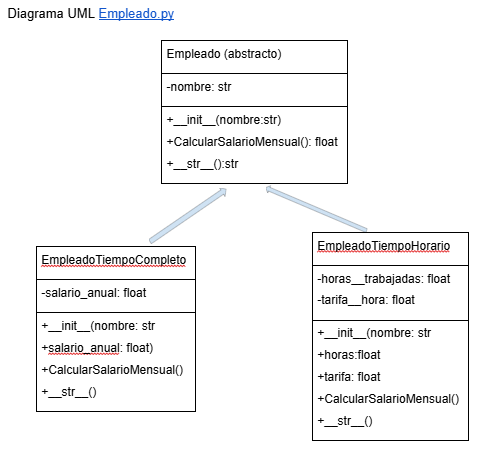 Diagrama UML Empleado.py
Empleado (abstracto)
-nombre: str
+__init__(nombre:str)
+CalcularSalarioMensual(): float
+__str__():str
EmpleadoTiempoCompleto
-salario_anual: float
+__init__(nombre: str
+salario_anual: float)
+CalcularSalarioMensual()
+__str__()
EmpleadoTiempoHorario
-horas__trabajadas: float
-tarifa__hora: float
+__init__(nombre: str
+horas:float
+tarifa: float
+CalcularSalarioMensual()
+__str__()